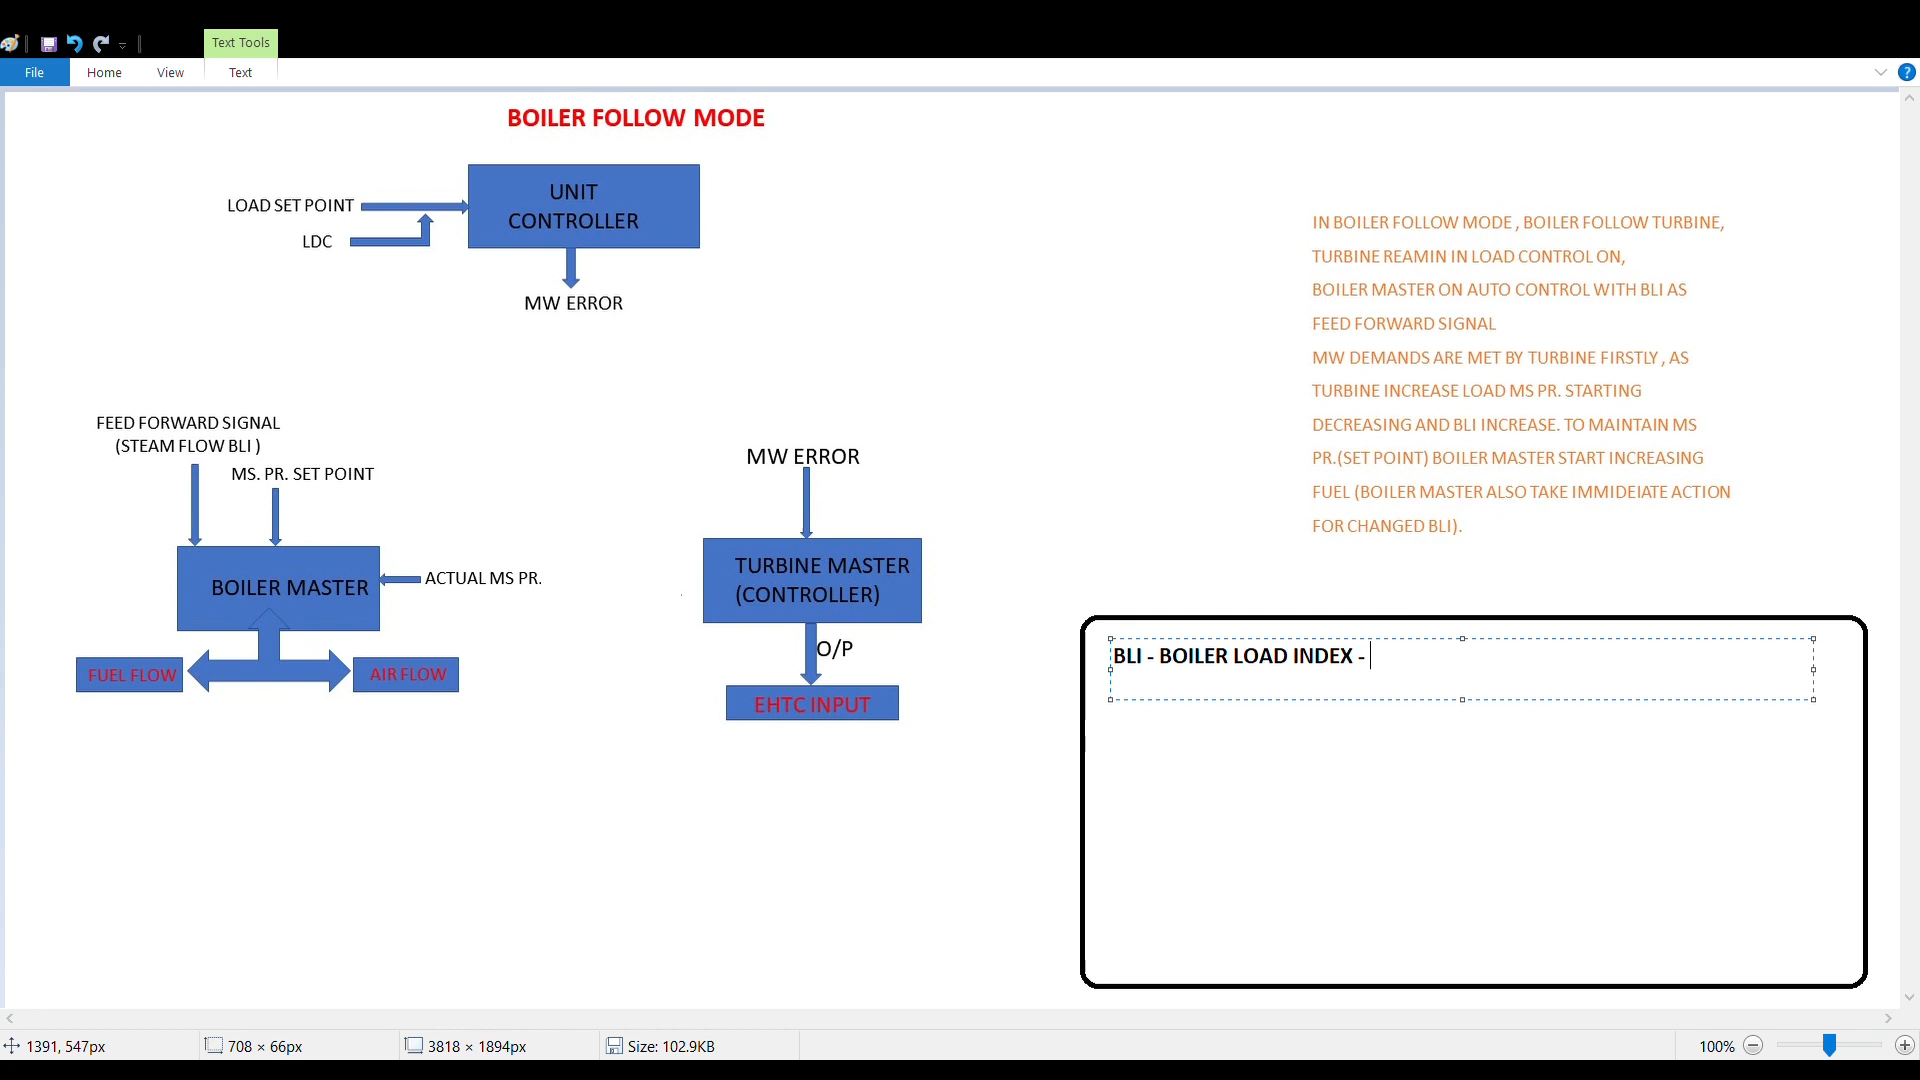 Text Tools
File Home View Text
BOILER FOLLOW MODE
UNIT
CONTROLLER
LOAD SET POINT
LDC
MW ERROR
IN BOILER FOLLOW MODE , BOILER FOLLOW TURBINE,
TURBINE REAMIN IN LOAD CONTROL ON,
BOILER MASTER ON AUTO CONTROL WITH BLI AS
FEED FORWARD SIGNAL
MW DEMANDS ARE MET BY TURBINE FIRSTLY , AS
TURBINE INCREASE LOAD MS PR. STARTING
DECREASING AND BLI INCREASE. TO MAINTAIN MS
PR.(SET POINT) BOILER MASTER START INCREASING
FUEL (BOILER MASTER ALSO TAKE IMMIDEIATE ACTION
FOR CHANGED BLI).
FEED FORWARD SIGNAL
(STEAM FLOW BLI )
MS. PR. SET POINT
BOILER MASTER
ACTUAL MS PR.
FUEL FLOW
AIR FLOW
MW ERROR
TURBINE MASTER
(CONTROLLER)
O/P
EHTC INPUT
BLI - BOILER LOAD INDEX -
1391, 547px 708 × 66px 3818 × 1894px Size: 102.9KB 100%